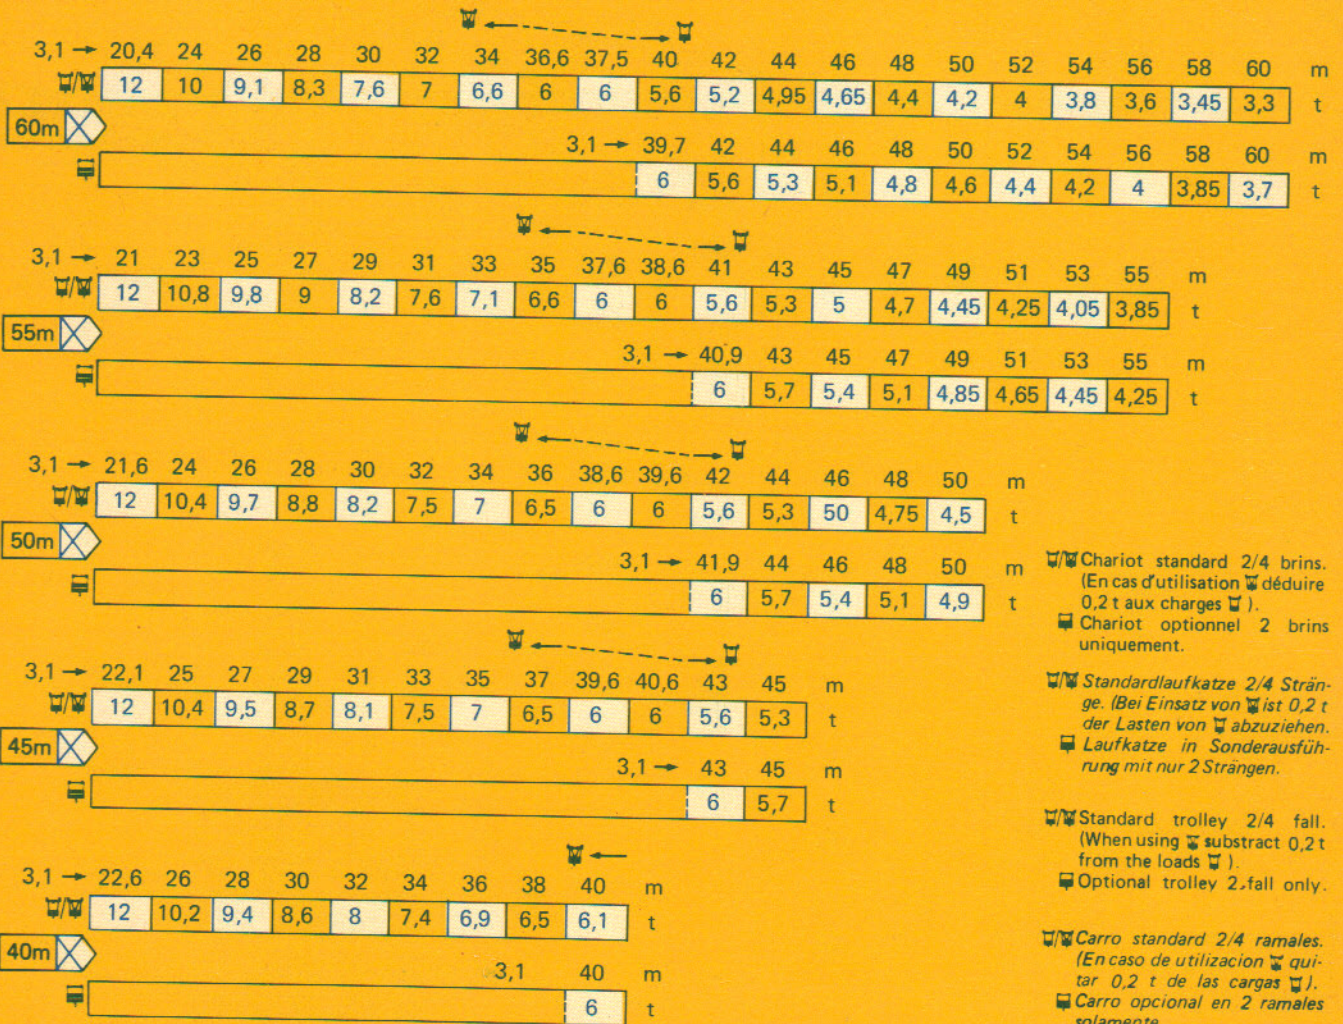 3,1 → 20,4 24 26 28 30 32 34 36,6 37,5 40 42 44 46 48 50 52 54 56 58 60 m
12 10 9,1 8,3 7,6 7 6,6 6 6 5,6 5,2 4,95 4,65 4,4 4,2 4 3,8 3,6 3,45 3,3 t
60m
3,1 → 39,7 42 44 46 48 50 52 54 56 58 60 m
6 5,6 5,3 5,1 4,8 4,6 4,4 4,2 4 3,85 3,7 t
3,1 → 21 23 25 27 29 31 33 35 37,6 38,6 41 43 45 47 49 51 53 55 m
12 10,8 9,8 9 8,2 7,6 7,1 6,6 6 6 5,6 5,3 5 4,7 4,45 4,25 4,05 3,85 t
55m
3,1 → 40,9 43 45 47 49 51 53 55 m
6 5,7 5,4 5,1 4,85 4,65 4,45 4,25 t
3,1 → 21,6 24 26 28 30 32 34 36 38,6 39,6 42 44 46 48 50 m
12 10,4 9,7 8,8 8,2 7,5 7 6,5 6 6 5,6 5,3 50 4,75 4,5 t
50m
3,1 → 41,9 44 46 48 50 m
6 5,7 5,4 5,1 4,9 t
3,1 → 22,1 25 27 29 31 33 35 37 39,6 40,6 43 45 m
12 10,4 9,5 8,7 8,1 7,5 7 6,5 6 6 5,6 5,3 t
45m
3,1 → 43 45 m
6 5,7 t
3,1 → 22,6 26 28 30 32 34 36 38 40 m
12 10,2 9,4 8,6 8 7,4 6,9 6,5 6,1 t
40m
3,1 40 m
6 t
Chariot standard 2/4 brins.
(En cas d'utilisation déduire
0,2 t aux charges ).
Chariot optionnel 2 brins
uniquement.
Standardlaufkatze 2/4 Strän-
ge. (Bei Einsatz von ist 0,2 t
der Lasten von abzuziehen.
Laufkatze in Sonderausfüh-
rung mit nur 2 Strängen.
Standard trolley 2/4 fall.
(When using substract 0,2 t
from the loads ).
Optional trolley 2-fall only.
Carro standard 2/4 ramales.
(En caso de utilizacion qui-
tar 0,2 t de las cargas ).
Carro opcional en 2 ramales
solamente